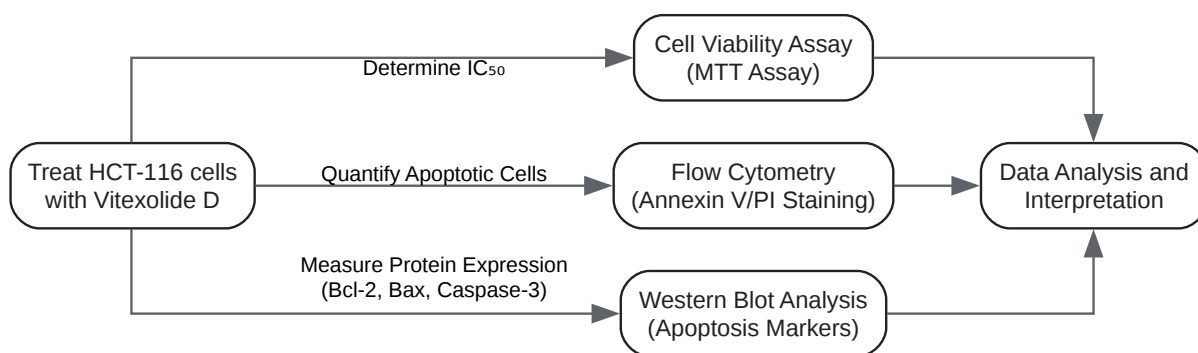 Cell Viability Assay
(MTT Assay)
Determine IC₅₀
Treat HCT-116 cells
with Vitexolide D
Quantify Apoptotic Cells
Flow Cytometry
(Annexin V/PI Staining)
Data Analysis and
Interpretation
Measure Protein Expression
(Bcl-2, Bax, Caspase-3)
Western Blot Analysis
(Apoptosis Markers)